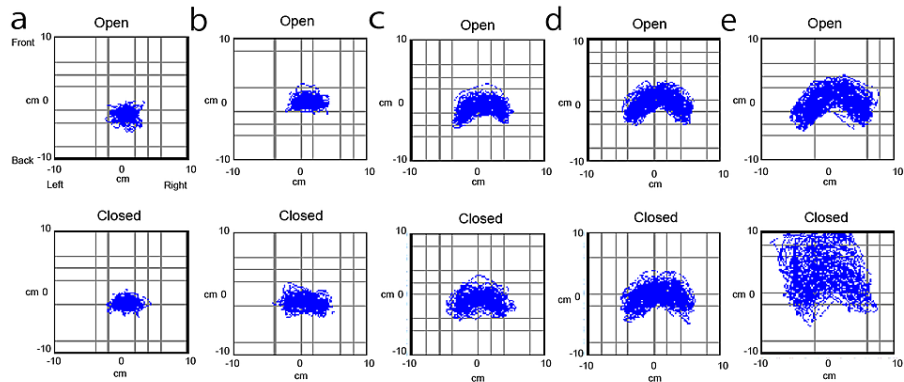 a b c d e
Open Open Open Open Open
Front 10 10 10 10 10
cm 0 cm 0 cm 0 cm 0 cm 0
Back -10 -10 -10 -10 -10
-10 0 10 -10 0 10 -10 0 10 -10 0 10 -10 0 10
Left cm Right cm cm cm cm
Closed Closed Closed Closed Closed
10 10 10 10 10
cm 0 cm 0 cm 0 cm 0 cm 0
-10 -10 -10 -10 -10
-10 0 10 -10 0 10 -10 0 10 -10 0 10 -10 0 10
cm cm cm cm cm